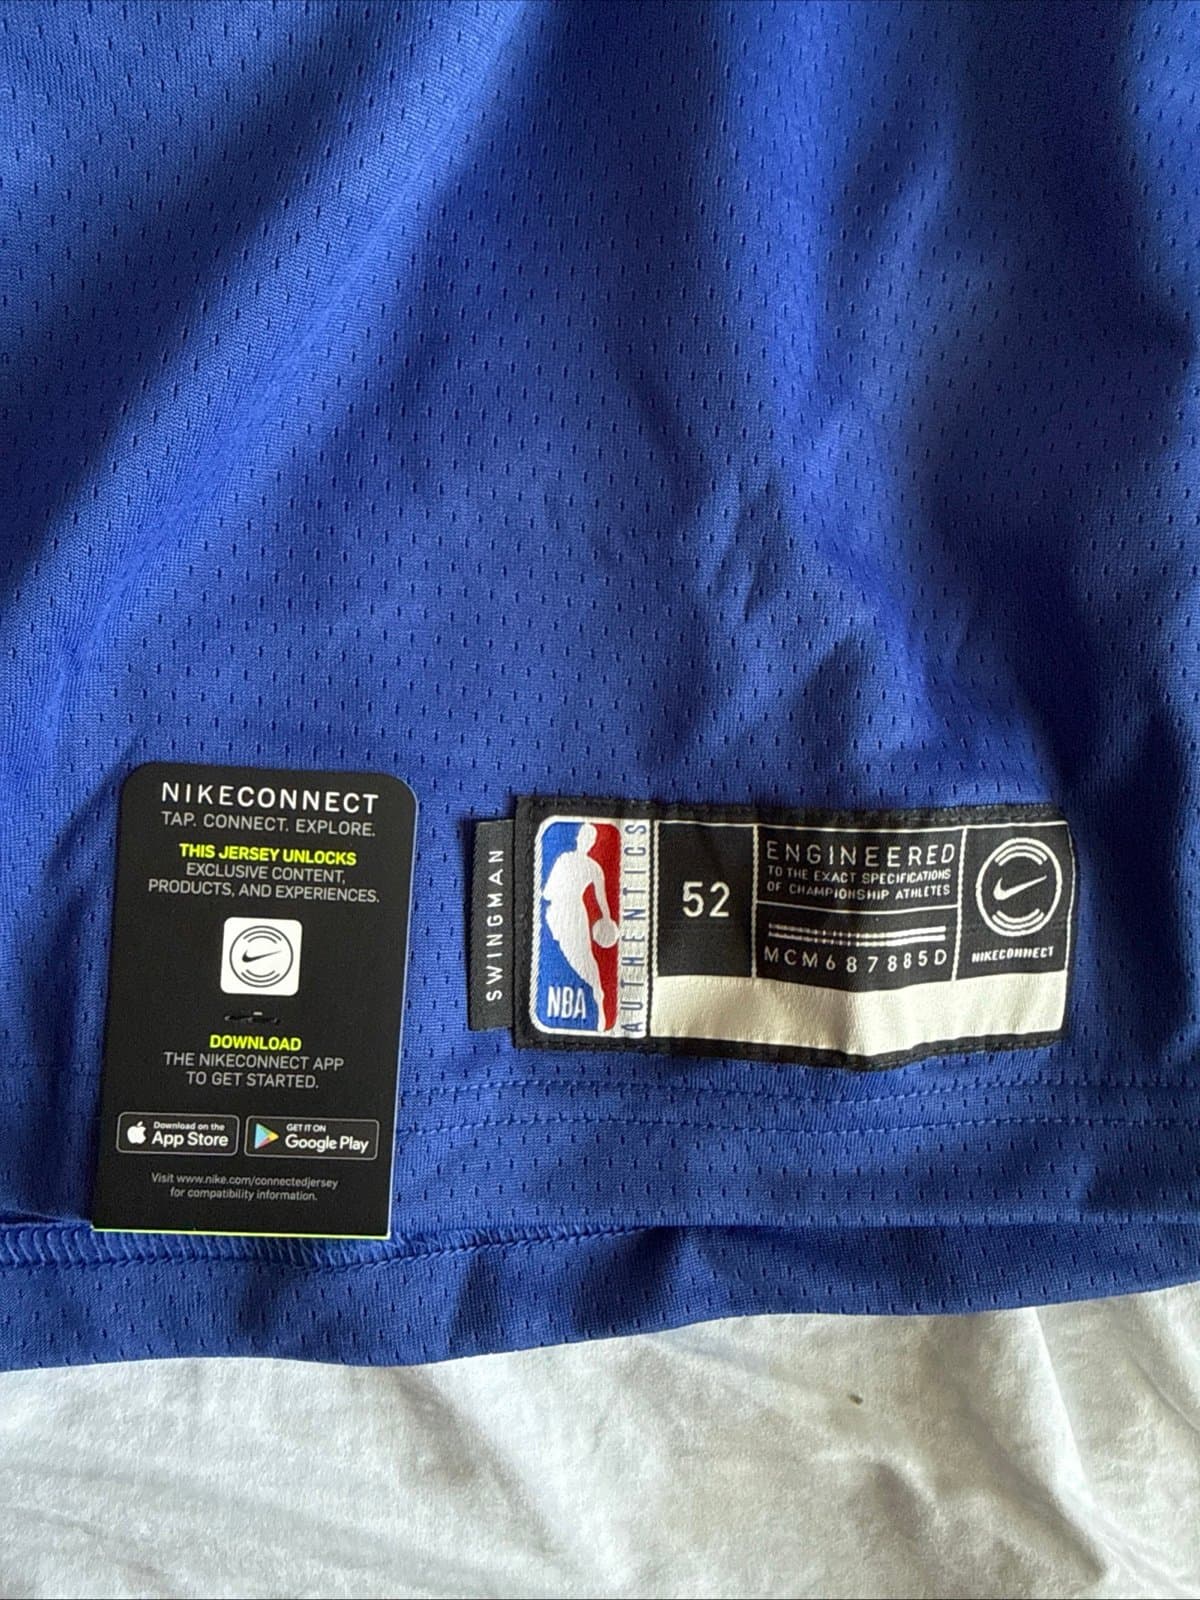 NIKECONNECT
TAP. CONNECT. EXPLORE.
THIS JERSEY UNLOCKS
EXCLUSIVE CONTENT,
PRODUCTS, AND EXPERIENCES.
DOWNLOAD
THE NIKECONNECT APP
TO GET STARTED.
Download on the
App Store
GET IT ON
Google Play
Visit www.nike.com/connectedjersey
for compatibility information.
SWINGMAN
NBA
AUTHENTICS
52
ENGINEERED
TO THE EXACT SPECIFICATIONS
OF CHAMPIONSHIP ATHLETES
MCM687885D
NIKECONNECT